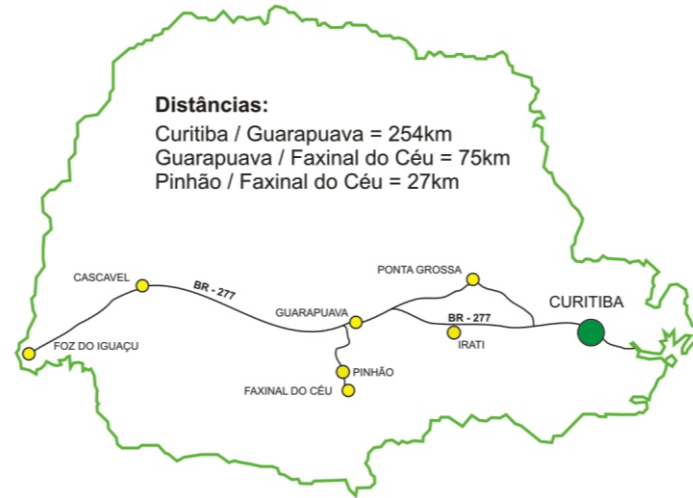 Distâncias:
Curitiba / Guarapuava = 254km
Guarapuava / Faxinal do Céu = 75km
Pinhão / Faxinal do Céu = 27km
CASCAVEL
BR - 277
PONTA GROSSA
CURITIBA
GUARAPUAVA
BR - 277
IRATI
FOZ DO IGUAÇU
PINHÃO
FAXINAL DO CÉU